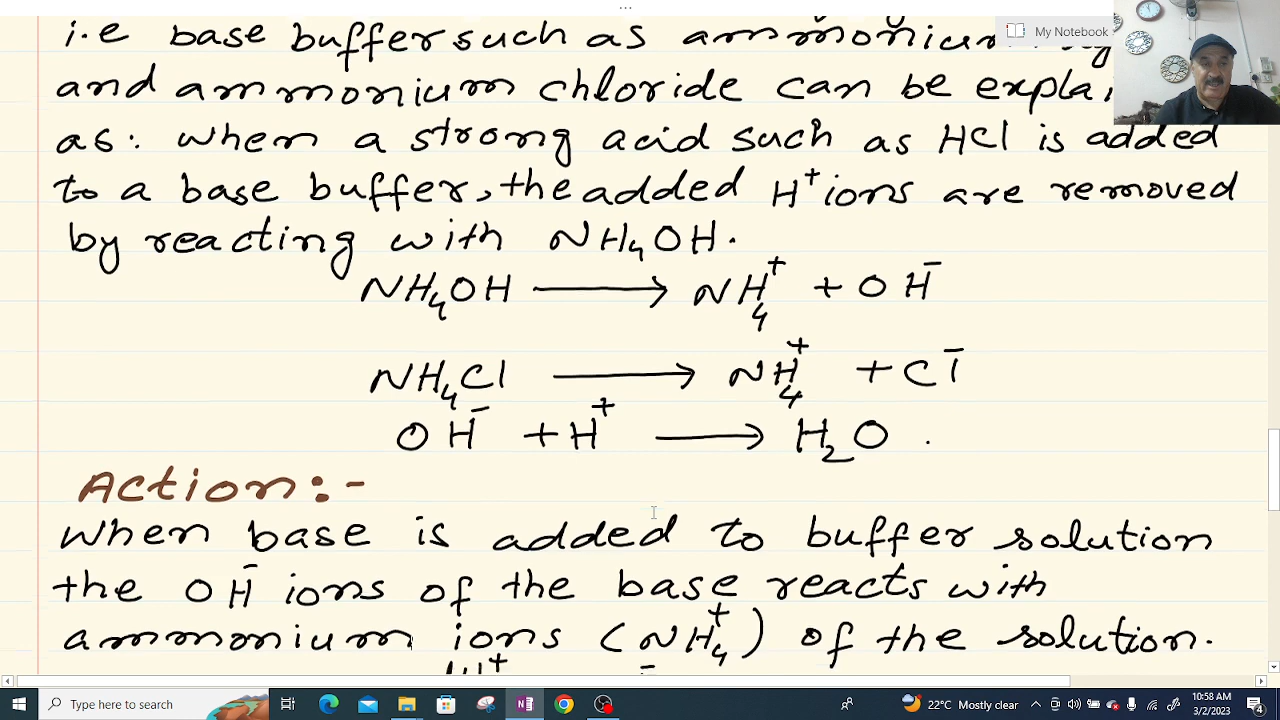 My Notebook
i.e base buffer such as
and ammonium chloride can be
as: when a strong acid such as HCl is added
to a base buffer, the added H⁺ ions are removed
by reacting with NH₄OH.
NH₄OH ⟶ NH₄⁺ + OH⁻
NH₄Cl ⟶ NH₄⁺ + Cl⁻
OH⁻ + H⁺ ⟶ H₂O .
Action:-
When base is added to buffer solution
the OH⁻ ions of the base reacts with
ammonium ions (NH₄⁺) of the solution.
Type here to search
22°C Mostly clear
10:58 AM
3/2/2023